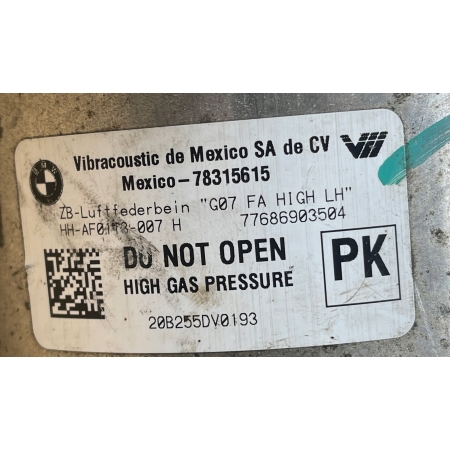 Vibracoustic de Mexico SA de CV
Mexico-78315615
ZB-Luftfederbein "G07 FA HIGH LH"
007 H 77686903504
DO NOT OPEN
HIGH GAS PRESSURE
PK
20B255DV0193